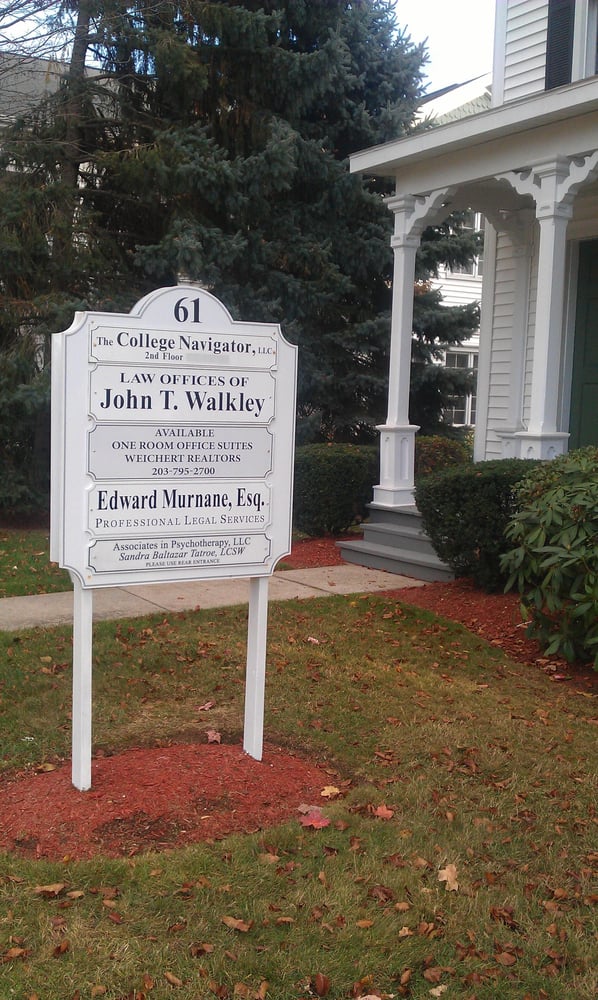 61
The College Navigator, LLC
2nd Floor
LAW OFFICES OF
John T. Walkley
AVAILABLE
ONE ROOM OFFICE SUITES
WEICHERT REALTORS
203-795-2700
Edward Murnane, Esq.
PROFESSIONAL LEGAL SERVICES
Associates in Psychotherapy, LLC
Sandra Baltazar Tatroe, LCSW
PLEASE USE REAR ENTRANCE